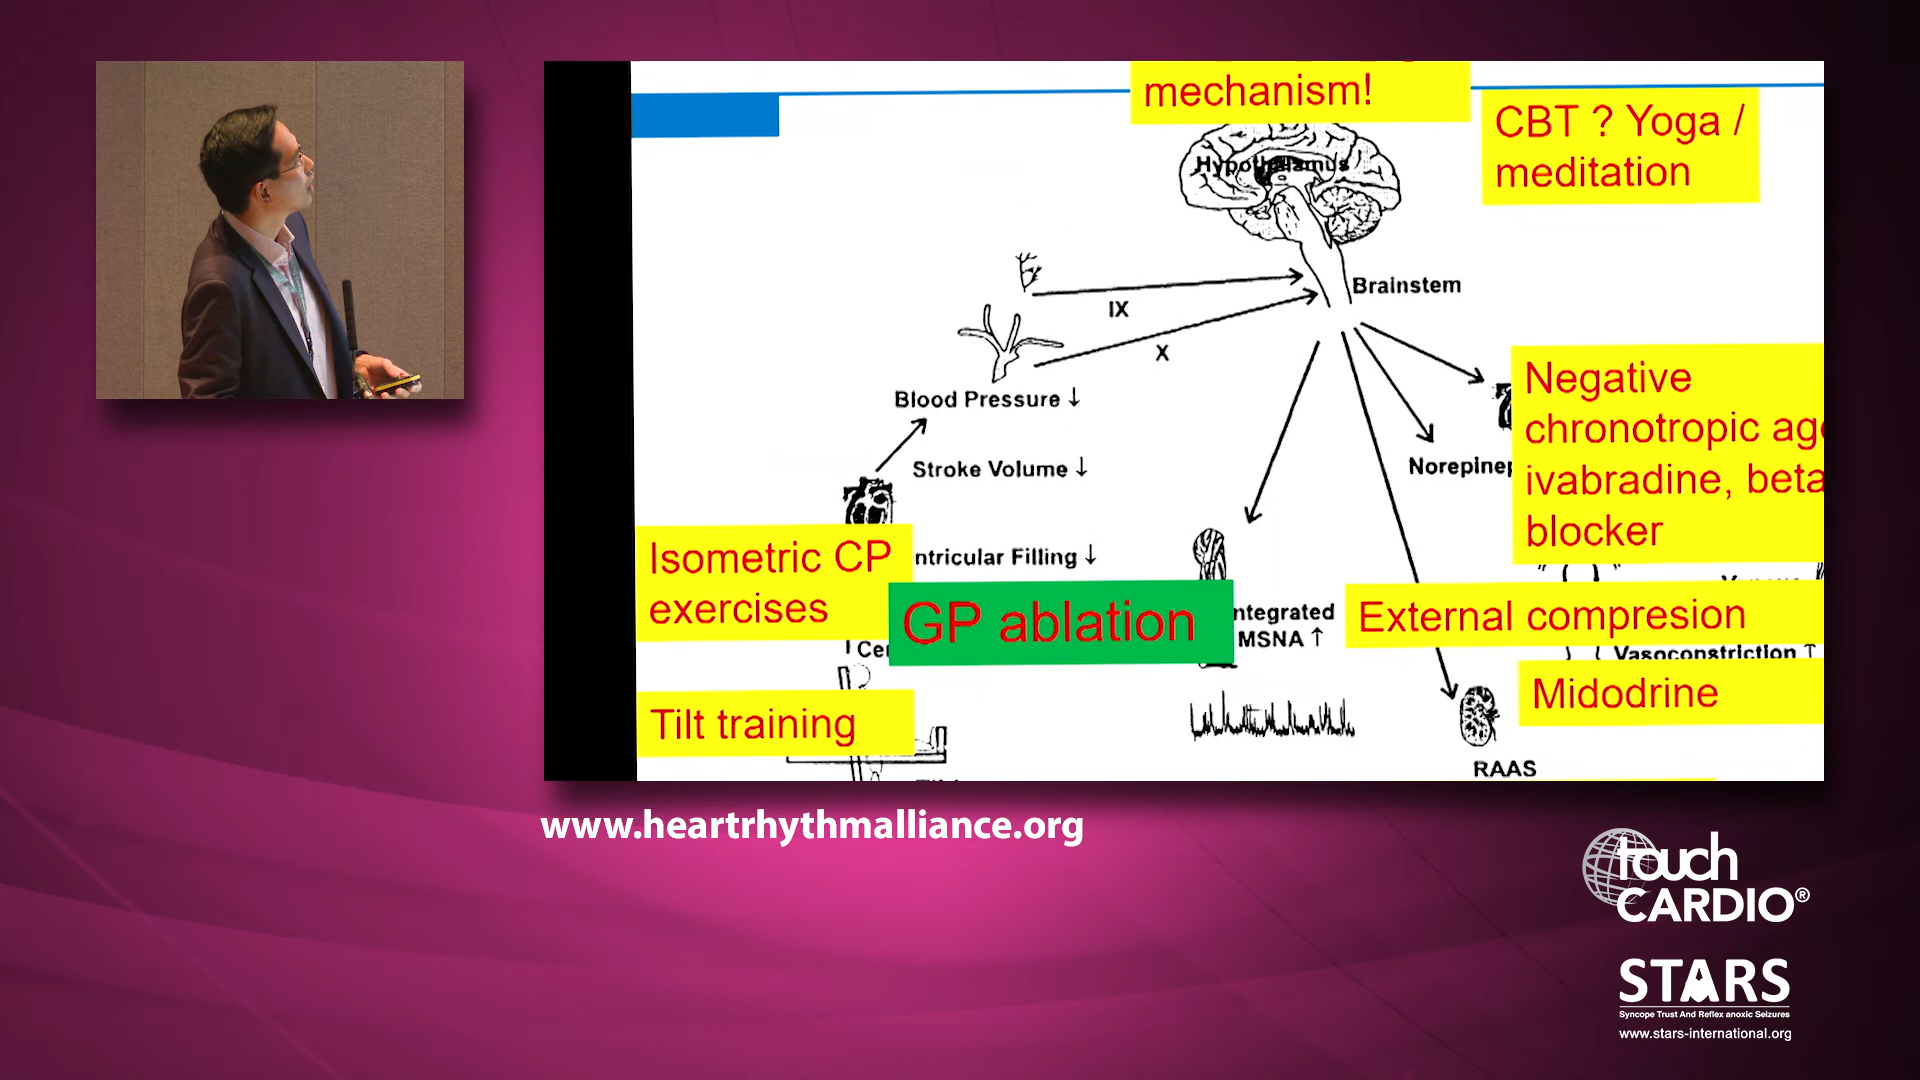 mechanism!
CBT ? Yoga /
meditation
Hypothalamus
Brainstem
IX
X
Blood Pressure ↓
Negative
chronotropic
ivabradine, beta
blocker
Stroke Volume ↓
Isometric CP
exercises
ntricular Filling ↓
GP ablation
ntegrated
MSNA ↑
External compresion
Vasoconstriction ↑
Midodrine
Tilt training
RAAS
www.heartrhythmalliance.org
touch
CARDIO®
STARS
Syncope Trust And Reflex anoxic Seizures
www.stars-international.org